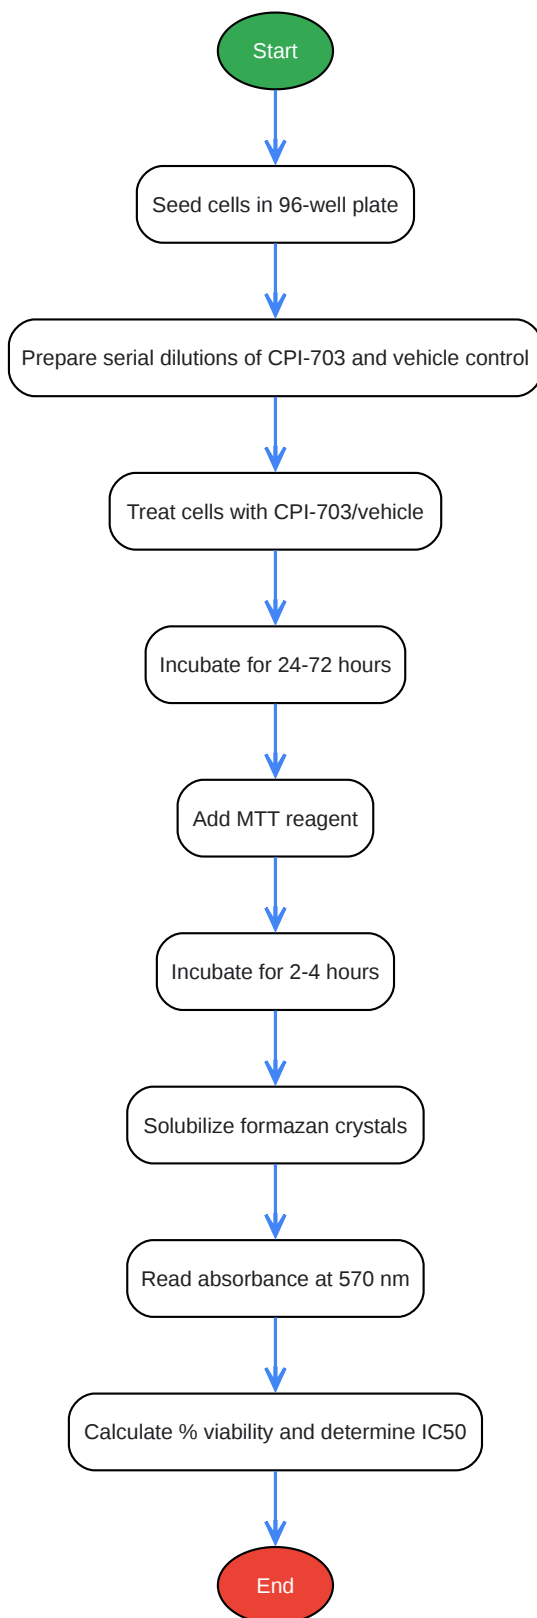 Start
Seed cells in 96-well plate
Prepare serial dilutions of CPI-703 and vehicle control
Treat cells with CPI-703/vehicle
Incubate for 24-72 hours
Add MTT reagent
Incubate for 2-4 hours
Solubilize formazan crystals
Read absorbance at 570 nm
Calculate % viability and determine IC50
End